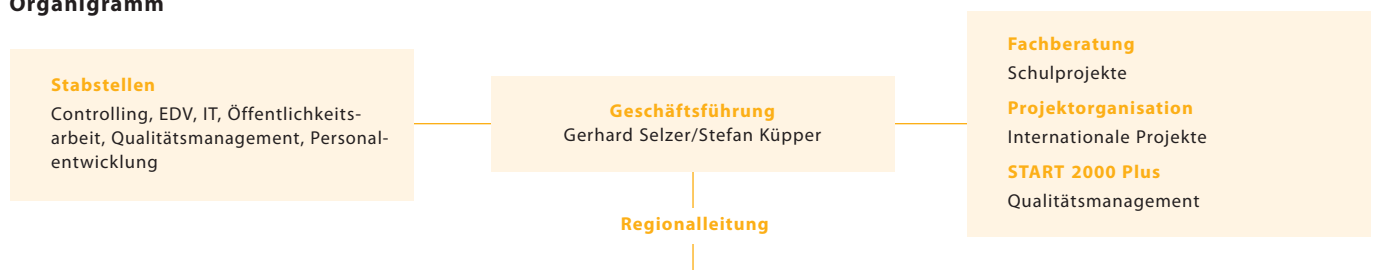 Organigramm
Stabstellen
Controlling, EDV, IT, Öffentlichkeits-
arbeit, Qualitätsmanagement, Personal-
entwicklung
Geschäftsführung
Gerhard Selzer/Stefan Küpper
Regionalleitung
Fachberatung
Schulprojekte
Projektorganisation
Internationale Projekte
START 2000 Plus
Qualitätsmanagement